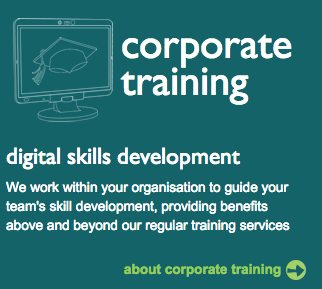 corporate
training
digital skills development
We work within your organisation to guide your
team's skill development, providing benefits
above and beyond our regular training services
about corporate training